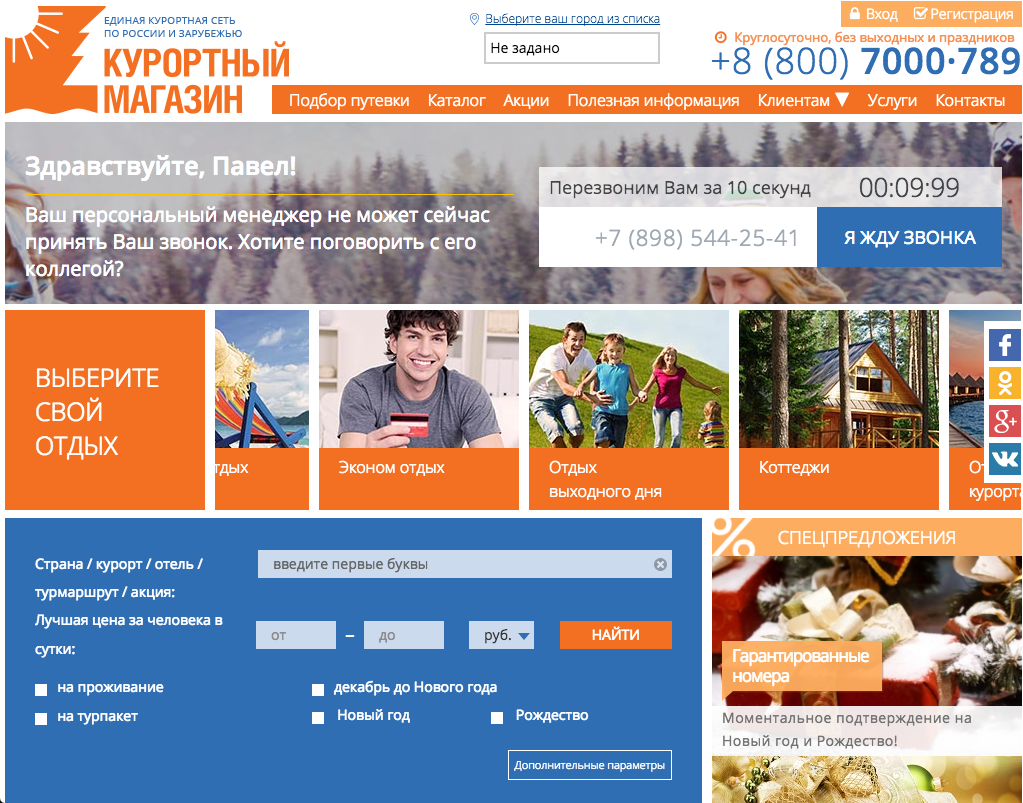 ЕДИНАЯ КУРОРТНАЯ СЕТЬ
ПО РОССИИ И ЗАРУБЕЖЬЮ
КУРОРТНЫЙ
МАГАЗИН
Выберите ваш город из списка
Не задано
Вход
Регистрация
Круглосуточно, без выходных и праздников
+8 (800) 7000·789
Подбор путевки Каталог Акции Полезная информация Клиентам Услуги Контакты
Здравствуйте, Павел!
Ваш персональный менеджер не может сейчас
принять Ваш звонок. Хотите поговорить с его
коллегой?
Перезвоним Вам за 10 секунд
00:09:99
+7 (898) 544-25-41
Я ЖДУ ЗВОНКА
ВЫБЕРИТЕ
СВОЙ
ОТДЫХ
тдых
Эконом отдых
Отдых
выходного дня
Коттеджи
От
курорта
f
g+
Страна / курорт / отель /
турмаршрут / акция:
введите первые буквы
Лучшая цена за человека в
сутки:
от – до
руб.
НАЙТИ
на проживание
декабрь до Нового года
на турпакет
Новый год
Рождество
Дополнительные параметры
%
СПЕЦПРЕДЛОЖЕНИЯ
Гарантированные
номера
Моментальное подтверждение на
Новый год и Рождество!